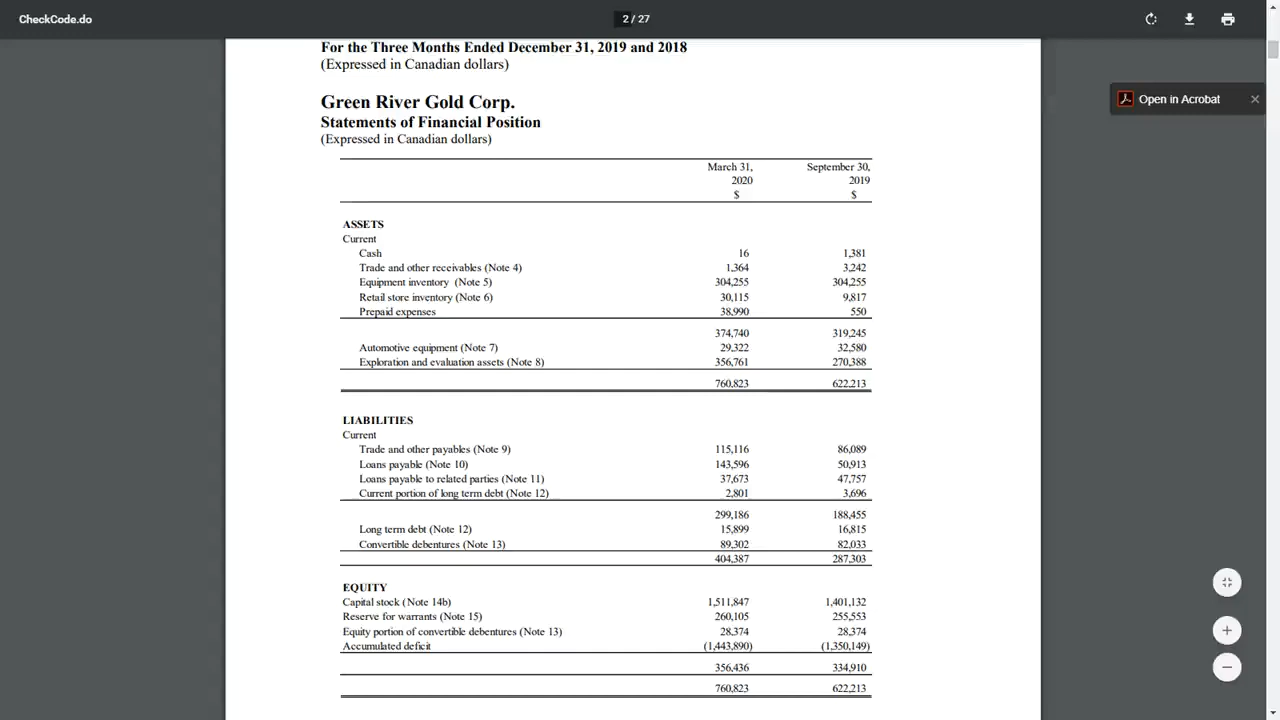 CheckCode.do
2 / 27
For the Three Months Ended December 31, 2019 and 2018
(Expressed in Canadian dollars)
Open in Acrobat
Green River Gold Corp.
Statements of Financial Position
(Expressed in Canadian dollars)
March 31, September 30,
2020 2019
$ $
ASSETS
Current
Cash 16 1,381
Trade and other receivables (Note 4) 1,364 3,242
Equipment inventory (Note 5) 304,255 304,255
Retail store inventory (Note 6) 30,115 9,817
Prepaid expenses 38,990 550
374,740 319,245
Automotive equipment (Note 7) 29,322 32,580
Exploration and evaluation assets (Note 8) 356,761 270,388
760,823 622,213
LIABILITIES
Current
Trade and other payables (Note 9) 115,116 86,089
Loans payable (Note 10) 143,596 50,913
Loans payable to related parties (Note 11) 37,673 47,757
Current portion of long term debt (Note 12) 2,801 3,696
299,186 188,455
Long term debt (Note 12) 15,899 16,815
Convertible debentures (Note 13) 89,302 82,033
404,387 287,303
EQUITY
Capital stock (Note 14b) 1,511,847 1,401,132
Reserve for warrants (Note 15) 260,105 255,553
Equity portion of convertible debentures (Note 13) 28,374 28,374
Accumulated deficit (1,443,890) (1,350,149)
356,436 334,910
760,823 622,213